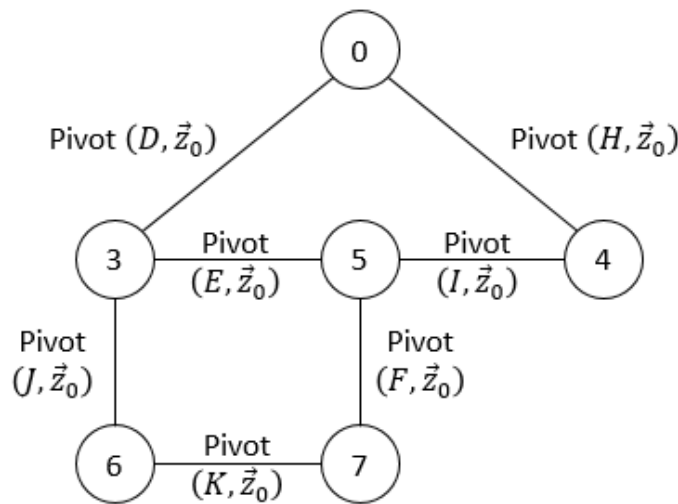 0
Pivot (D, z⃗₀)
Pivot (H, z⃗₀)
3
Pivot
(E, z⃗₀)
5
Pivot
(I, z⃗₀)
4
Pivot
(J, z⃗₀)
Pivot
(F, z⃗₀)
6
Pivot
(K, z⃗₀)
7